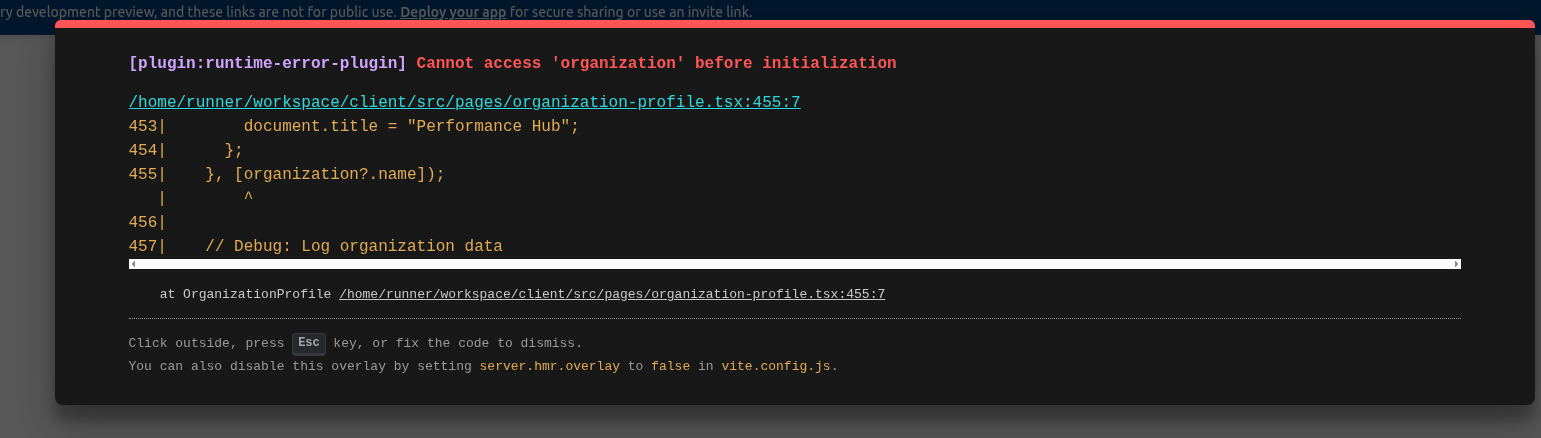 ry development preview, and these links are not for public use. Deploy your app for secure sharing or use an invite link.
[plugin:runtime-error-plugin] Cannot access 'organization' before initialization
/home/runner/workspace/client/src/pages/organization-profile.tsx:455:7
453|        document.title = "Performance Hub";
454|      };
455|    }, [organization?.name]);
   |        ^
456|
457|    // Debug: Log organization data
at OrganizationProfile /home/runner/workspace/client/src/pages/organization-profile.tsx:455:7
Click outside, press Esc key, or fix the code to dismiss.
You can also disable this overlay by setting server.hmr.overlay to false in vite.config.js.